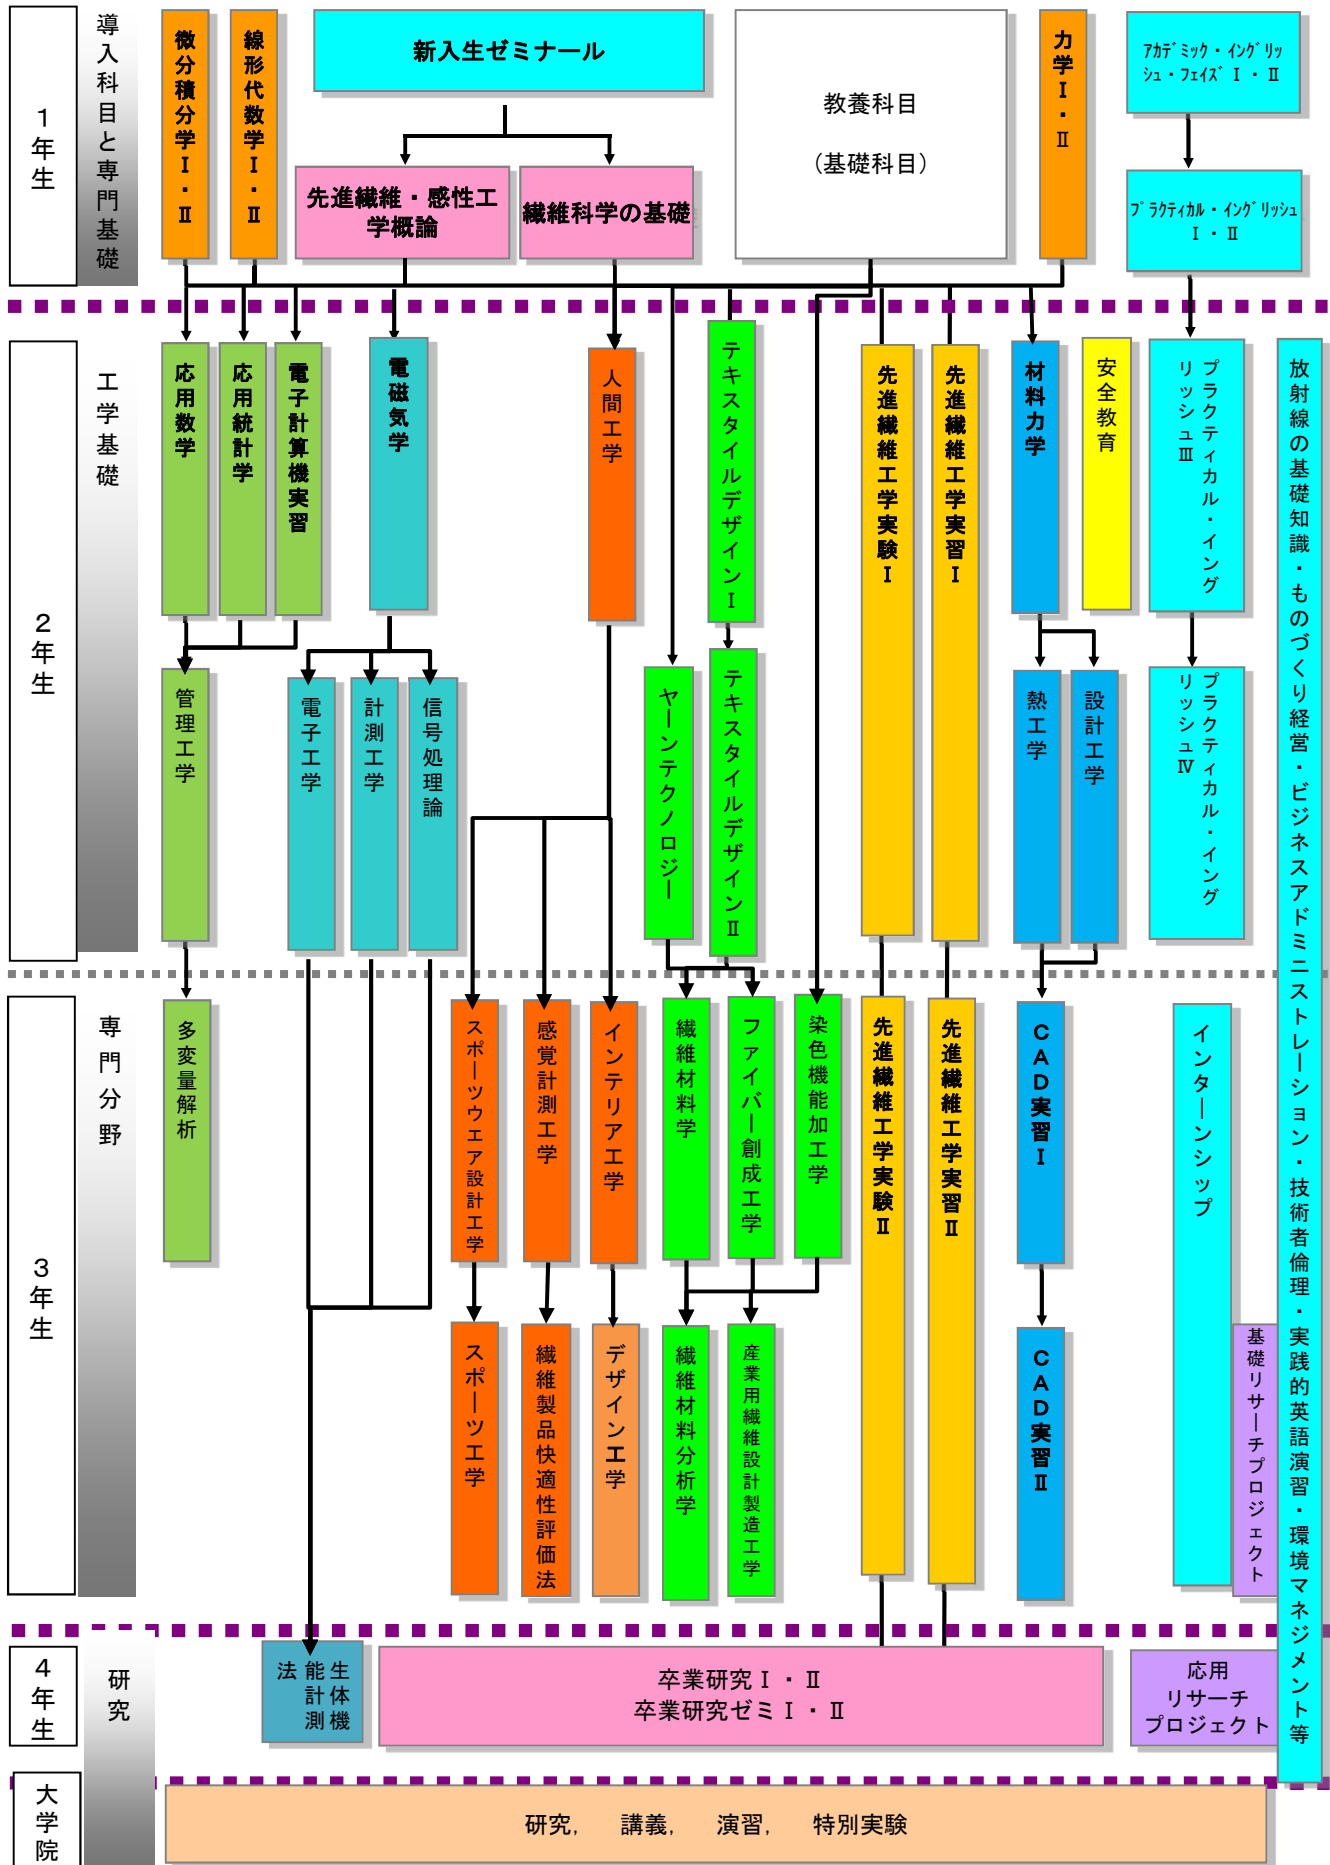 1年生
導入科目と専門基礎
微分積分学Ⅰ・Ⅱ
線形代数学Ⅰ・Ⅱ
新入生ゼミナール
先進繊維・感性工
学概論
繊維科学の基礎
教養科目
(基礎科目)
力学Ⅰ・Ⅱ
アカデミック・イングリッ
シュ・フェイズⅠ・Ⅱ
プラクティカル・イングリッシュ
Ⅰ・Ⅱ
2年生
工学基礎
応用数学
応用統計学
電子計算機実習
電磁気学
人間工学
テキスタイルデザインⅠ
先進繊維工学実験Ⅰ
先進繊維工学実習Ⅰ
材料力学
安全教育
プラクティカル・イング
リッシュⅢ
放射線の基礎知識・ものづくり経営・ビジネスアドミニストレーション・技術者倫理・実践的英語演習・環境マネジメント等
管理工学
電子工学
計測工学
信号処理論
ヤーンテクノロジー
テキスタイルデザインⅡ
熱工学
設計工学
プラクティカル・イング
リッシュⅣ
3年生
専門分野
多変量解析
スポーツウエア設計工学
感覚計測工学
インテリア工学
繊維材料学
ファイバー創成工学
染色機能加工学
先進繊維工学実験Ⅱ
先進繊維工学実習Ⅱ
CAD実習Ⅰ
インターンシップ
スポーツ工学
繊維製品快適性評価法
デザイン工学
繊維材料分析学
産業用繊維設計製造工学
CAD実習Ⅱ
基礎リサーチプロジェクト
4年生
研究
生体機
能計測
法
卒業研究Ⅰ・Ⅱ
卒業研究ゼミⅠ・Ⅱ
応用
リサーチ
プロジェクト
大学院
研究,　講義,　演習,　特別実験